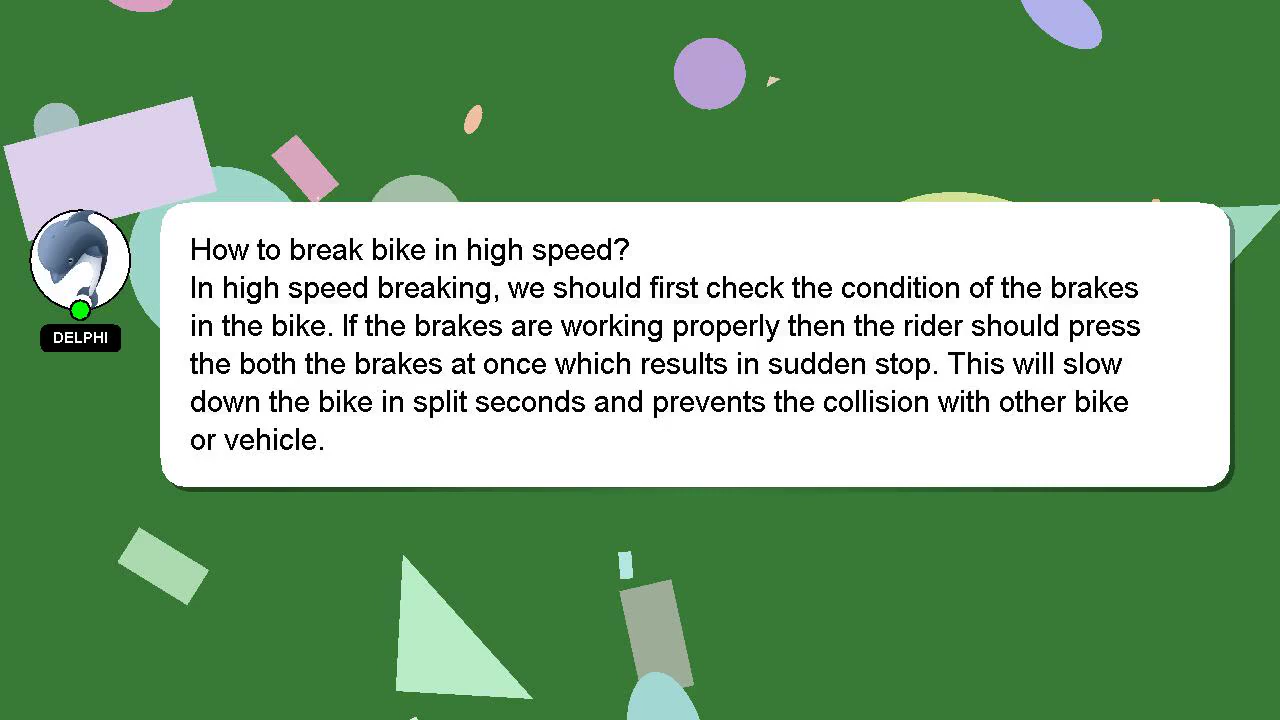 How to break bike in high speed?
In high speed breaking, we should first check the condition of the brakes
in the bike. If the brakes are working properly then the rider should press
the both the brakes at once which results in sudden stop. This will slow
down the bike in split seconds and prevents the collision with other bike
or vehicle.
DELPHI